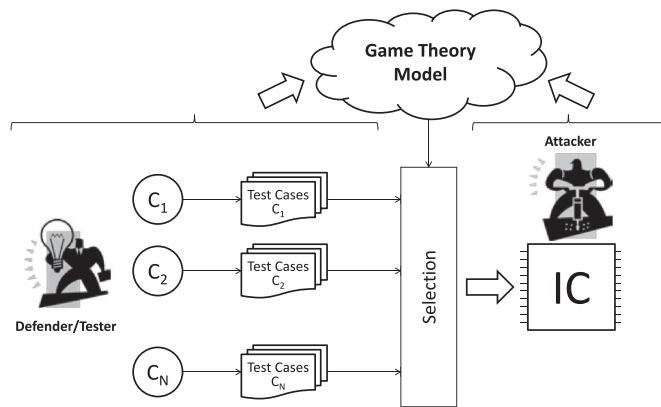 Game Theory
Model
Attacker
C1
Test Cases
C1
C2
Test Cases
C2
Defender/Tester
CN
Test Cases
CN
Selection
IC